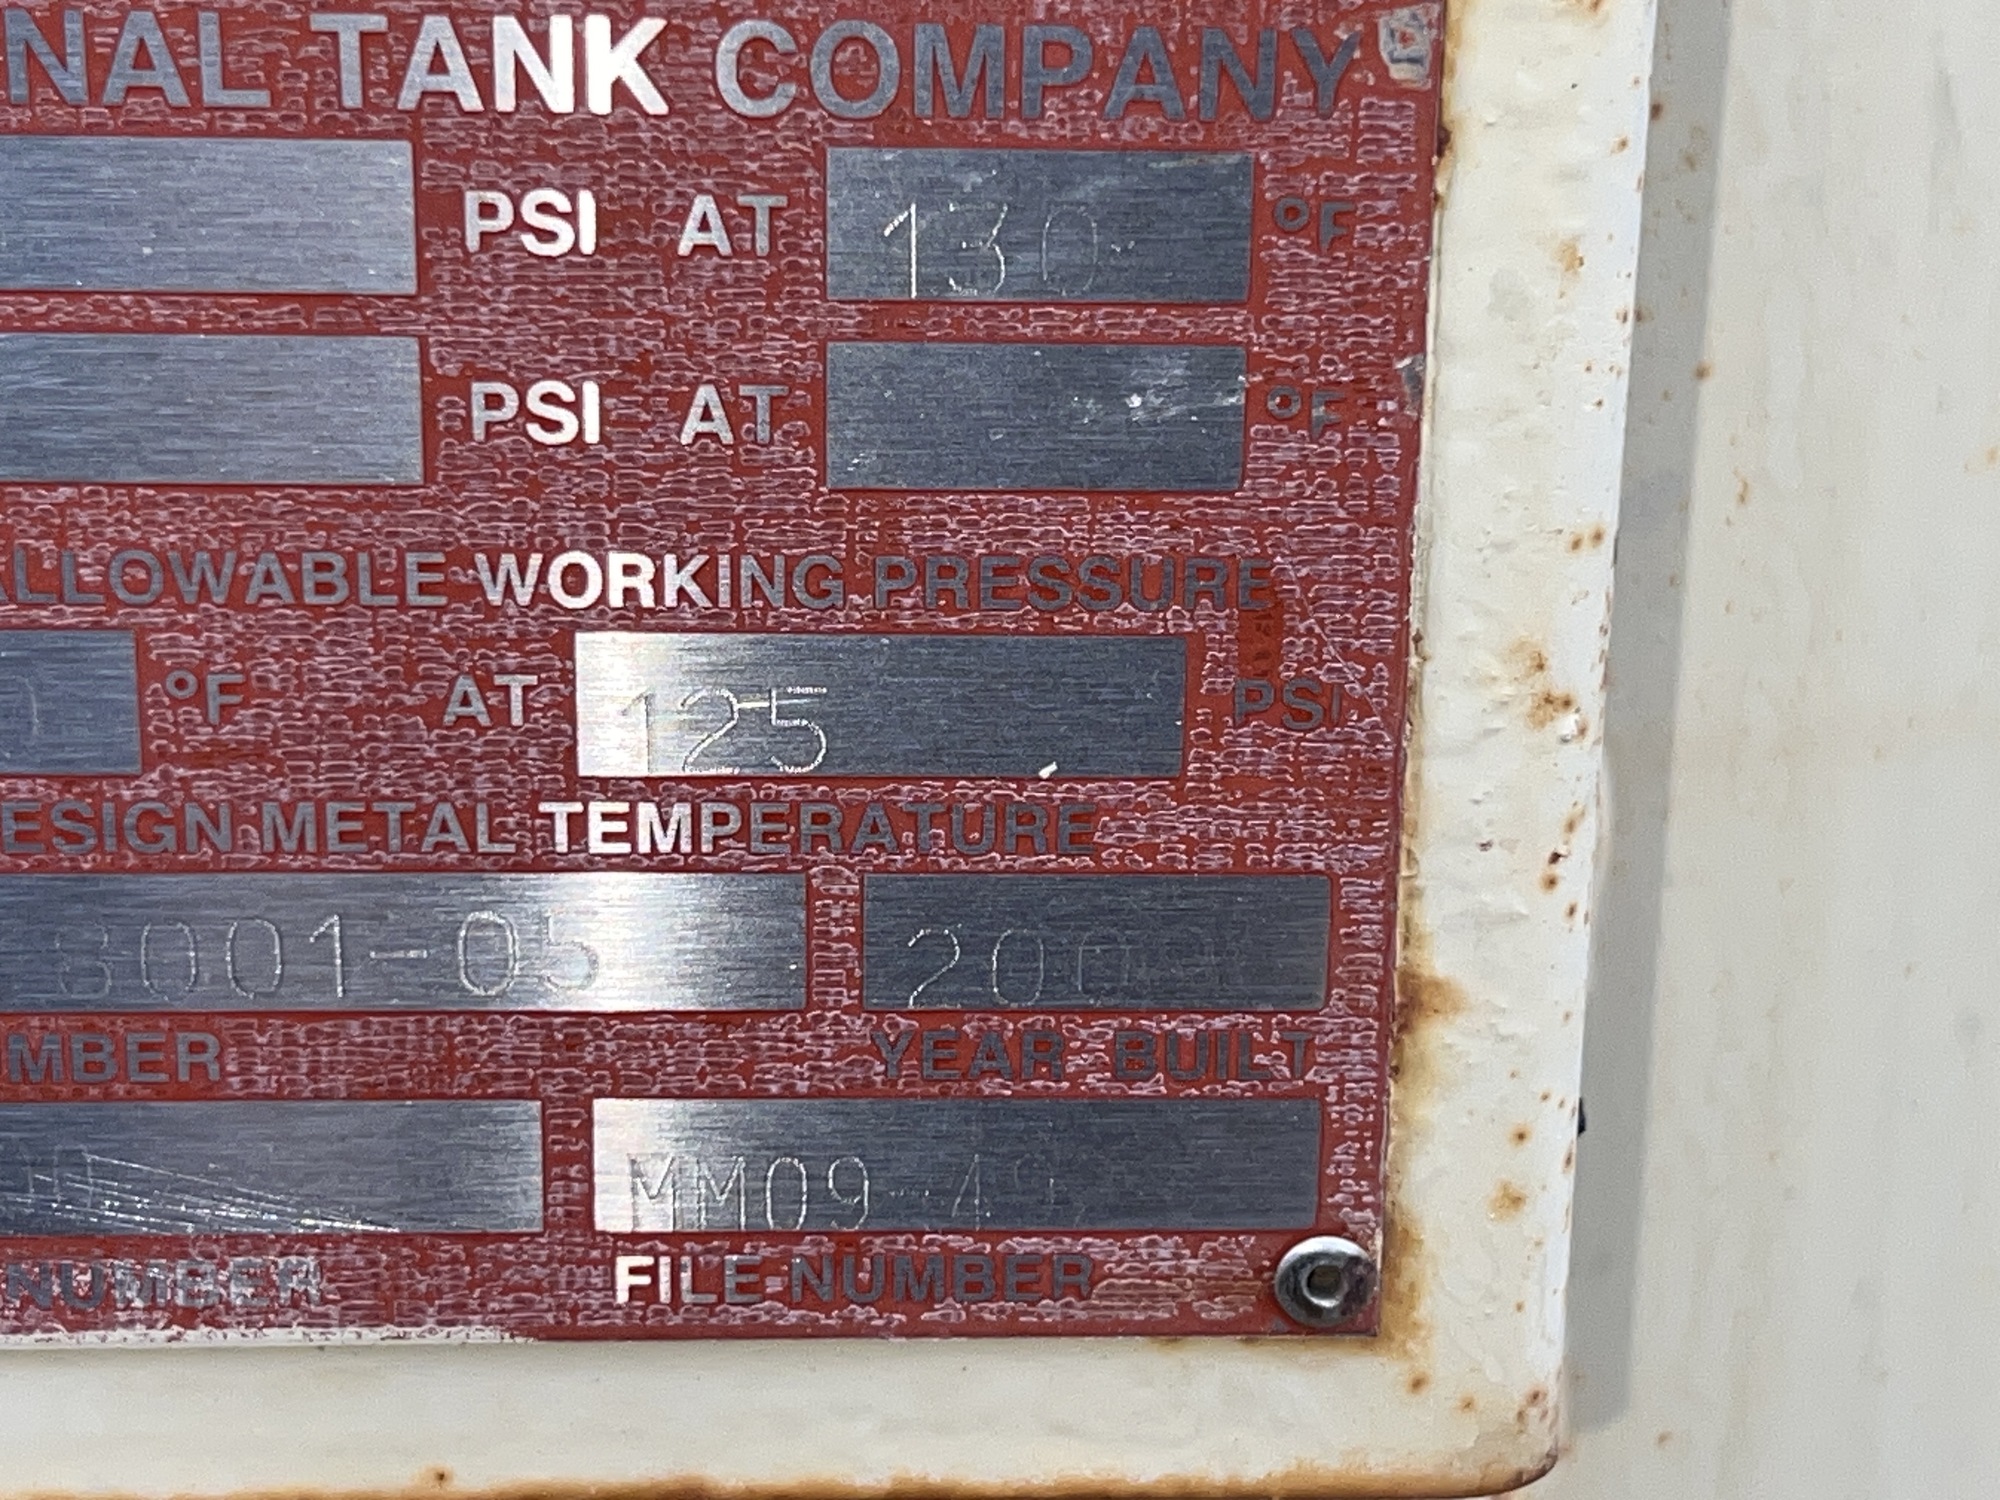 NAL TANK COMPANY
PSI AT 130 °F
PSI AT °F
ALLOWABLE WORKING PRESSURE
°F AT 125 PSI
ESIGN METAL TEMPERATURE
8001-05
MBER YEAR BUILT
MM09-49
NUMBER FILE NUMBER